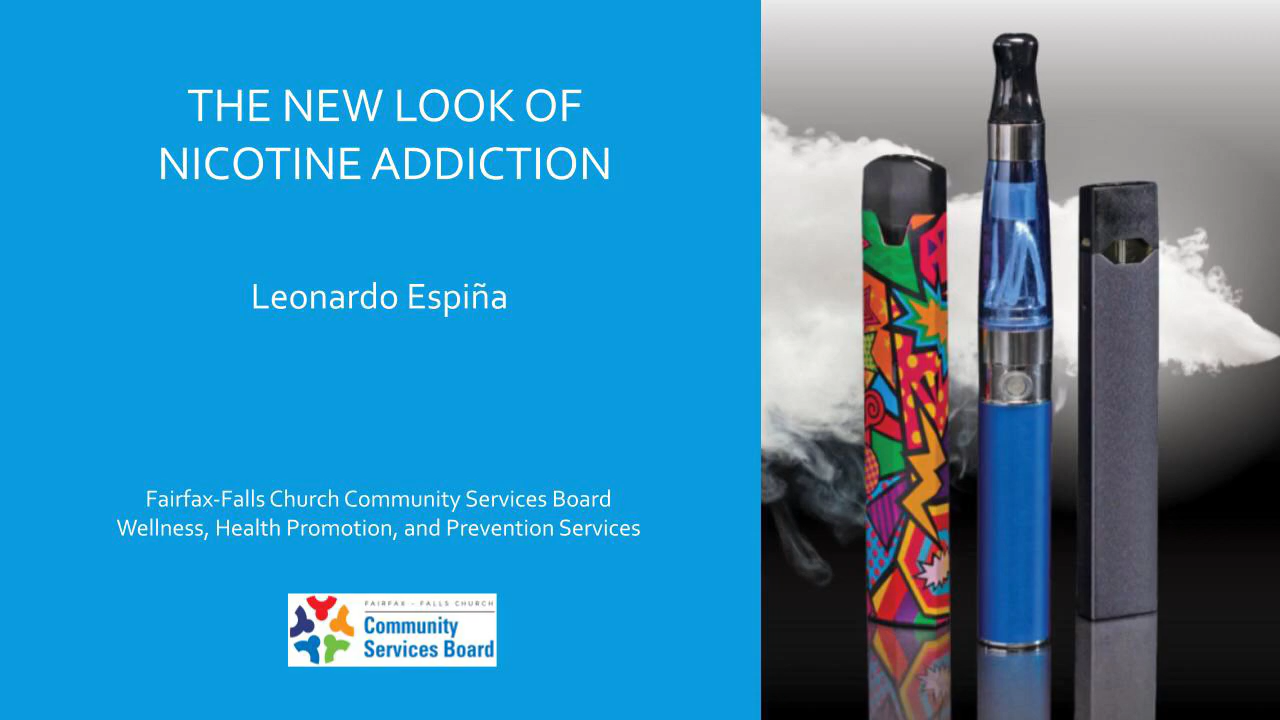 THE NEW LOOK OF
NICOTINE ADDICTION
Leonardo Espiña
Fairfax-Falls Church Community Services Board
Wellness, Health Promotion, and Prevention Services
FAIRFAX - FALLS CHURCH
Community
Services Board